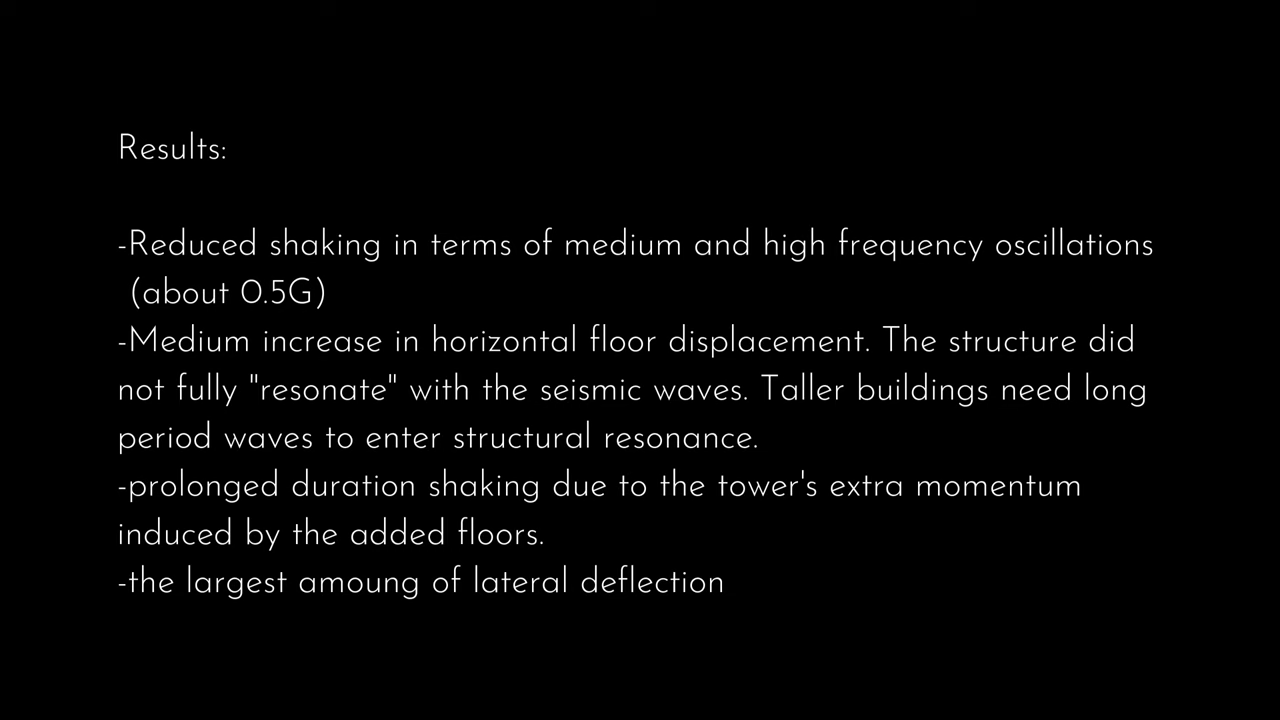 Results:
-Reduced shaking in terms of medium and high frequency oscillations
(about 0.5G)
-Medium increase in horizontal floor displacement. The structure did
not fully "resonate" with the seismic waves. Taller buildings need long
period waves to enter structural resonance.
-prolonged duration shaking due to the tower's extra momentum
induced by the added floors.
-the largest amoung of lateral deflection